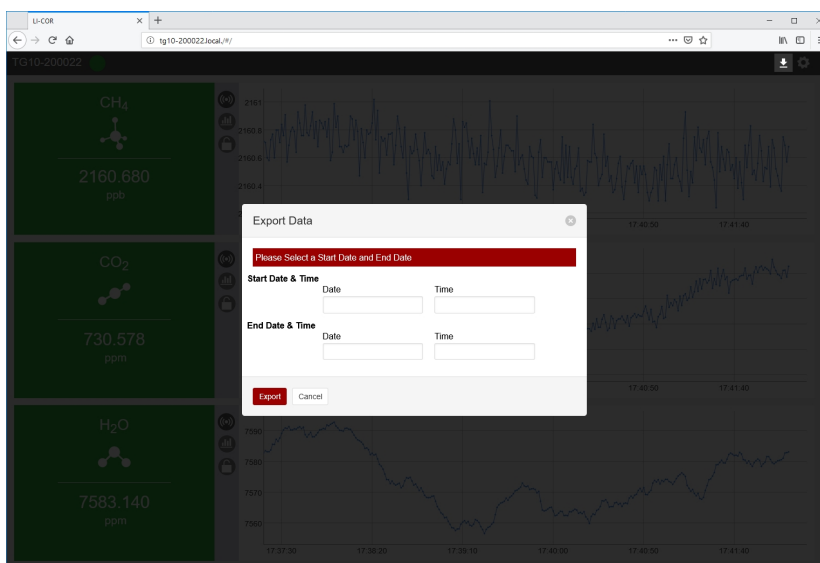 LI-COR
tg10-200022.local./#/
TG10-200022
CH4
2160.680
ppb
2161
2160.8
2160.6
2160.4
17:40:50 17:41:40
CO2
730.578
ppm
17:40:50 17:41:40
H2O
7583.140
ppm
7590
7580
7570
7560
17:37:30 17:38:20 17:39:10 17:40:00 17:40:50 17:41:40
Export Data
Please Select a Start Date and End Date
Start Date & Time
Date Time
End Date & Time
Date Time
Export Cancel